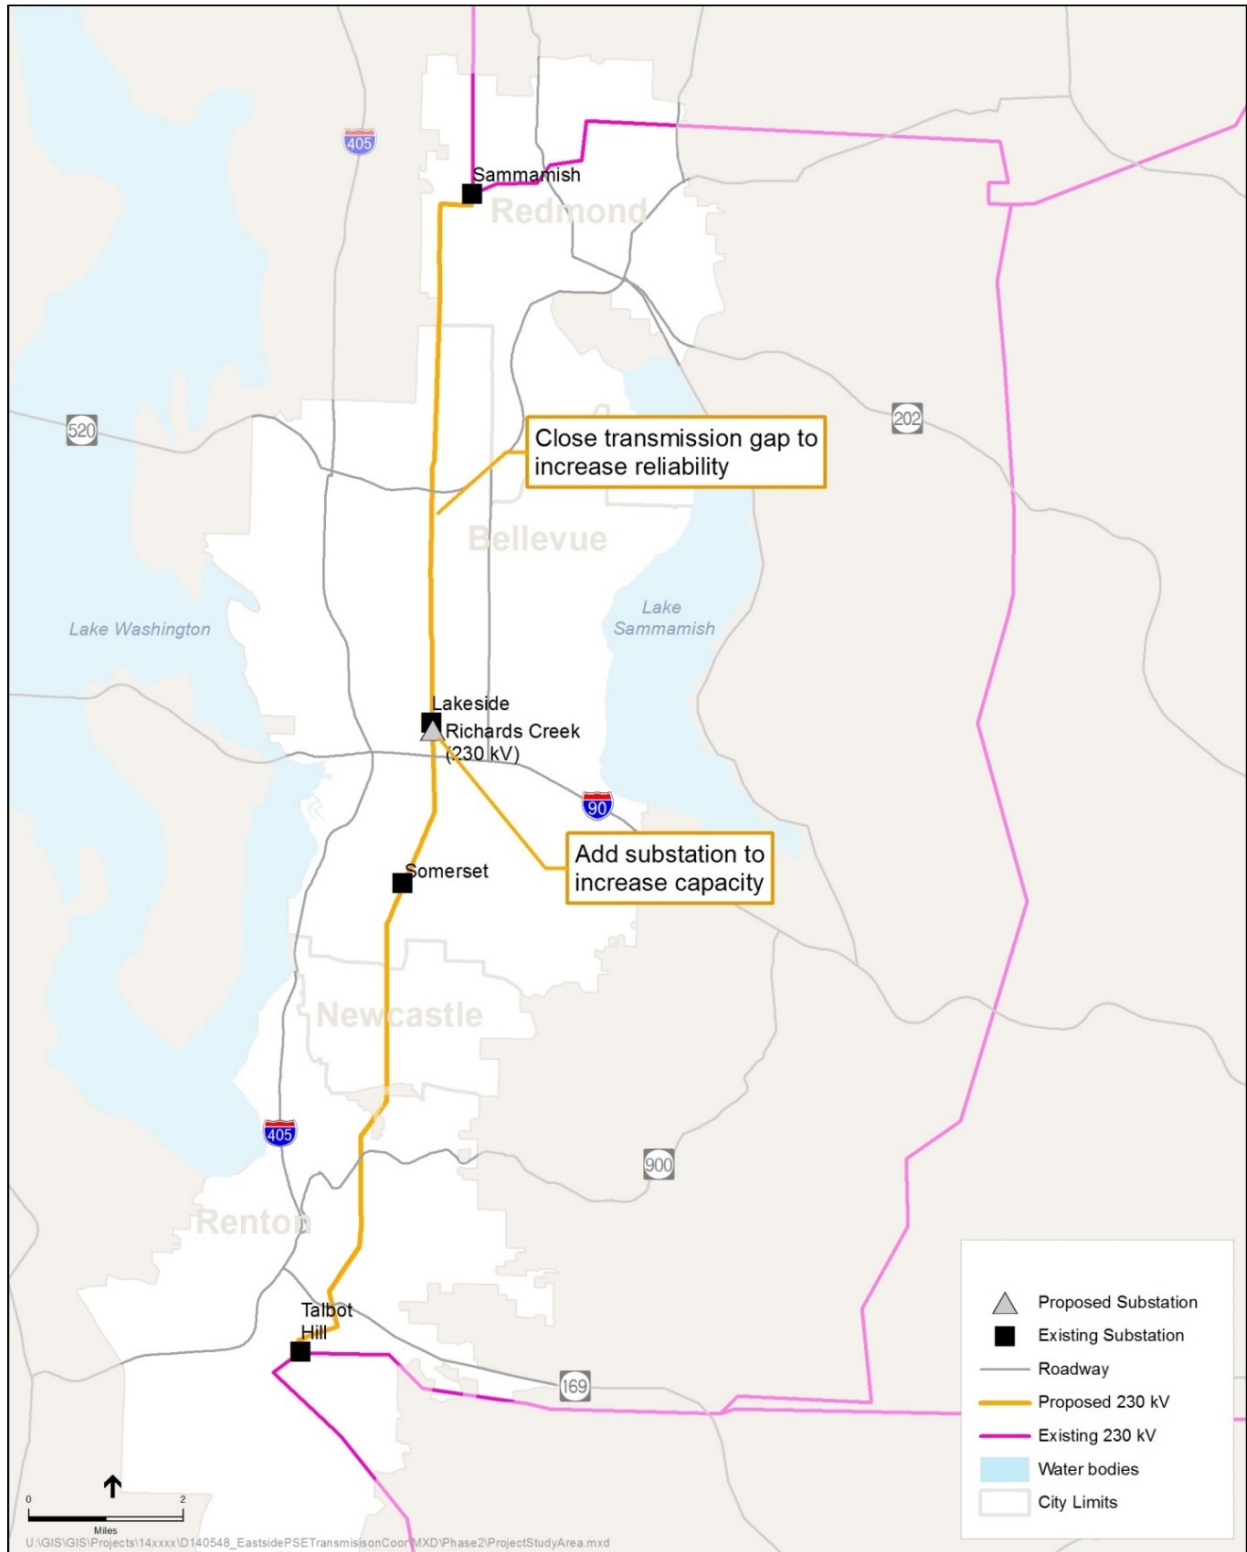 405
Sammamish
Redmond
520
202
Close transmission gap to
increase reliability
Bellevue
Lake Washington
Lake
Sammamish
Lakeside
Richards Creek
(230 kV)
90
Add substation to
increase capacity
Somerset
Newcastle
405
900
Renton
Talbot
Hill
169
Proposed Substation
Existing Substation
Roadway
Proposed 230 kV
Existing 230 kV
Water bodies
City Limits
0 2
Miles
U:\GIS\GIS\Projects\14xxxx\D140548_EastsidePSETransmisisonCoor\MXD\Phase2\ProjectStudyArea.mxd